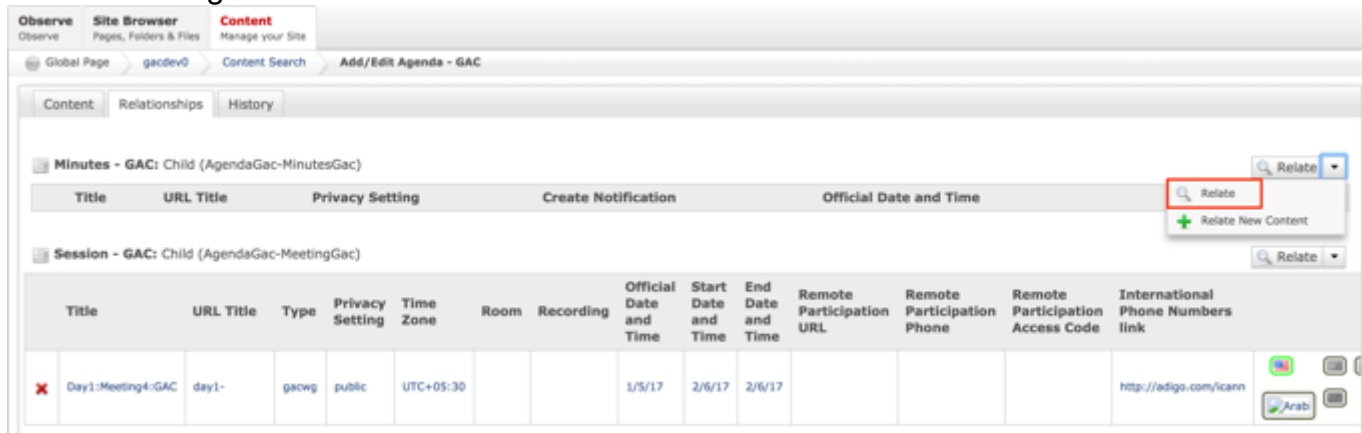 Observe Site Browser Content
Observe Pages, Folders & Files Manage your Site
Global Page gacdev0 Content Search Add/Edit Agenda - GAC
Content Relationships History
Minutes - GAC: Child (AgendaGac-MinutesGac) Relate
Title URL Title Privacy Setting Create Notification Official Date and Time
Relate
Relate New Content
Session - GAC: Child (AgendaGac-MeetingGac) Relate
Title URL Title Type Privacy Setting Time Zone Room Recording Official Date and Time Start Date and Time End Date and Time Remote Participation URL Remote Participation Phone Remote Participation Access Code International Phone Numbers link
Day1::Meeting4::GAC day1- gacwg public UTC+05:30 1/5/17 2/6/17 2/6/17 http://adigo.com/icann
Arabi